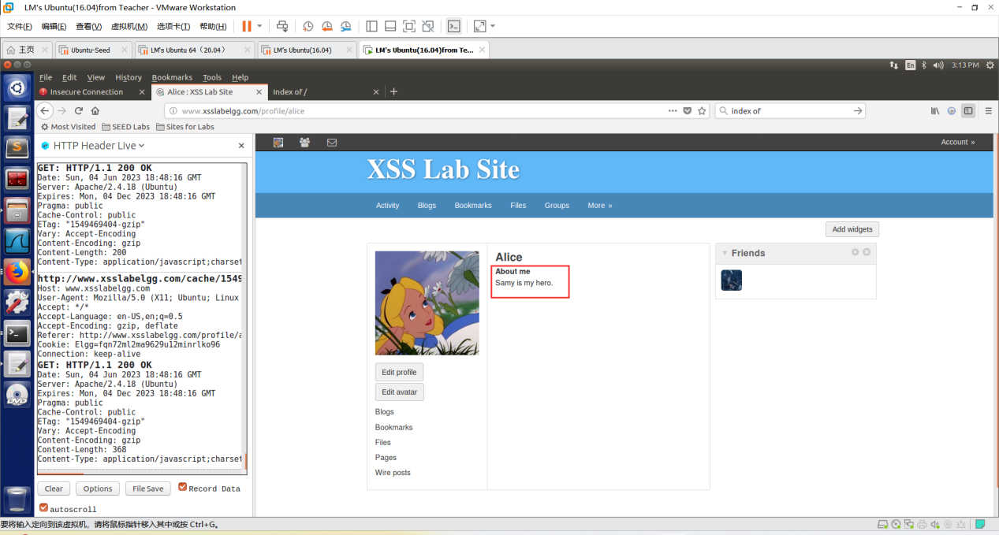 LM's Ubuntu(16.04)from Teacher - VMware Workstation
文件(F) 编辑(E) 查看(V) 虚拟机(M) 选项卡(T) 帮助(H)
主页 Ubuntu-Seed LM's Ubuntu 64（20.04） LM's Ubuntu(16.04) LM's Ubuntu(16.04)from Te...
En 3:13 PM
File Edit View History Bookmarks Tools Help
Insecure Connection Alice : XSS Lab Site Index of /
www.xsslabelgg.com/profile/alice index of
Most Visited SEED Labs Sites for Labs
HTTP Header Live
GET: HTTP/1.1 200 OK
Date: Sun, 04 Jun 2023 18:48:16 GMT
Server: Apache/2.4.18 (Ubuntu)
Expires: Mon, 04 Dec 2023 18:48:16 GMT
Pragma: public
Cache-Control: public
ETag: "1549469404-gzip"
Vary: Accept-Encoding
Content-Encoding: gzip
Content-Length: 200
Content-Type: application/javascript;charset
http://www.xsslabelgg.com/cache/1549
Host: www.xsslabelgg.com
User-Agent: Mozilla/5.0 (X11; Ubuntu; Linux
Accept: */*
Accept-Language: en-US,en;q=0.5
Accept-Encoding: gzip, deflate
Referer: http://www.xsslabelgg.com/profile/a
Cookie: Elgg=fqn72ml2ma9629u12minrlko96
Connection: keep-alive
GET: HTTP/1.1 200 OK
Date: Sun, 04 Jun 2023 18:48:16 GMT
Server: Apache/2.4.18 (Ubuntu)
Expires: Mon, 04 Dec 2023 18:48:16 GMT
Pragma: public
Cache-Control: public
ETag: "1549469404-gzip"
Vary: Accept-Encoding
Content-Encoding: gzip
Content-Length: 368
Content-Type: application/javascript;charset
Clear Options File Save Record Data
autoscroll
Account »
XSS Lab Site
Activity Blogs Bookmarks Files Groups More »
Add widgets
Alice
About me
Samy is my hero.
Edit profile
Edit avatar
Blogs
Bookmarks
Files
Pages
Wire posts
Friends
DVD
要将输入定向到该虚拟机，请将鼠标指针移入其中或按 Ctrl+G。